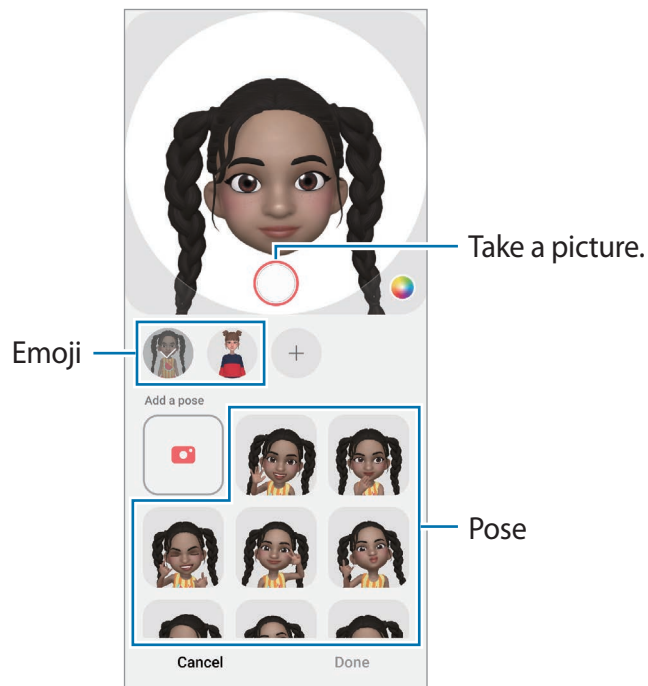 Take a picture.
Emoji
Add a pose
Pose
Cancel
Done